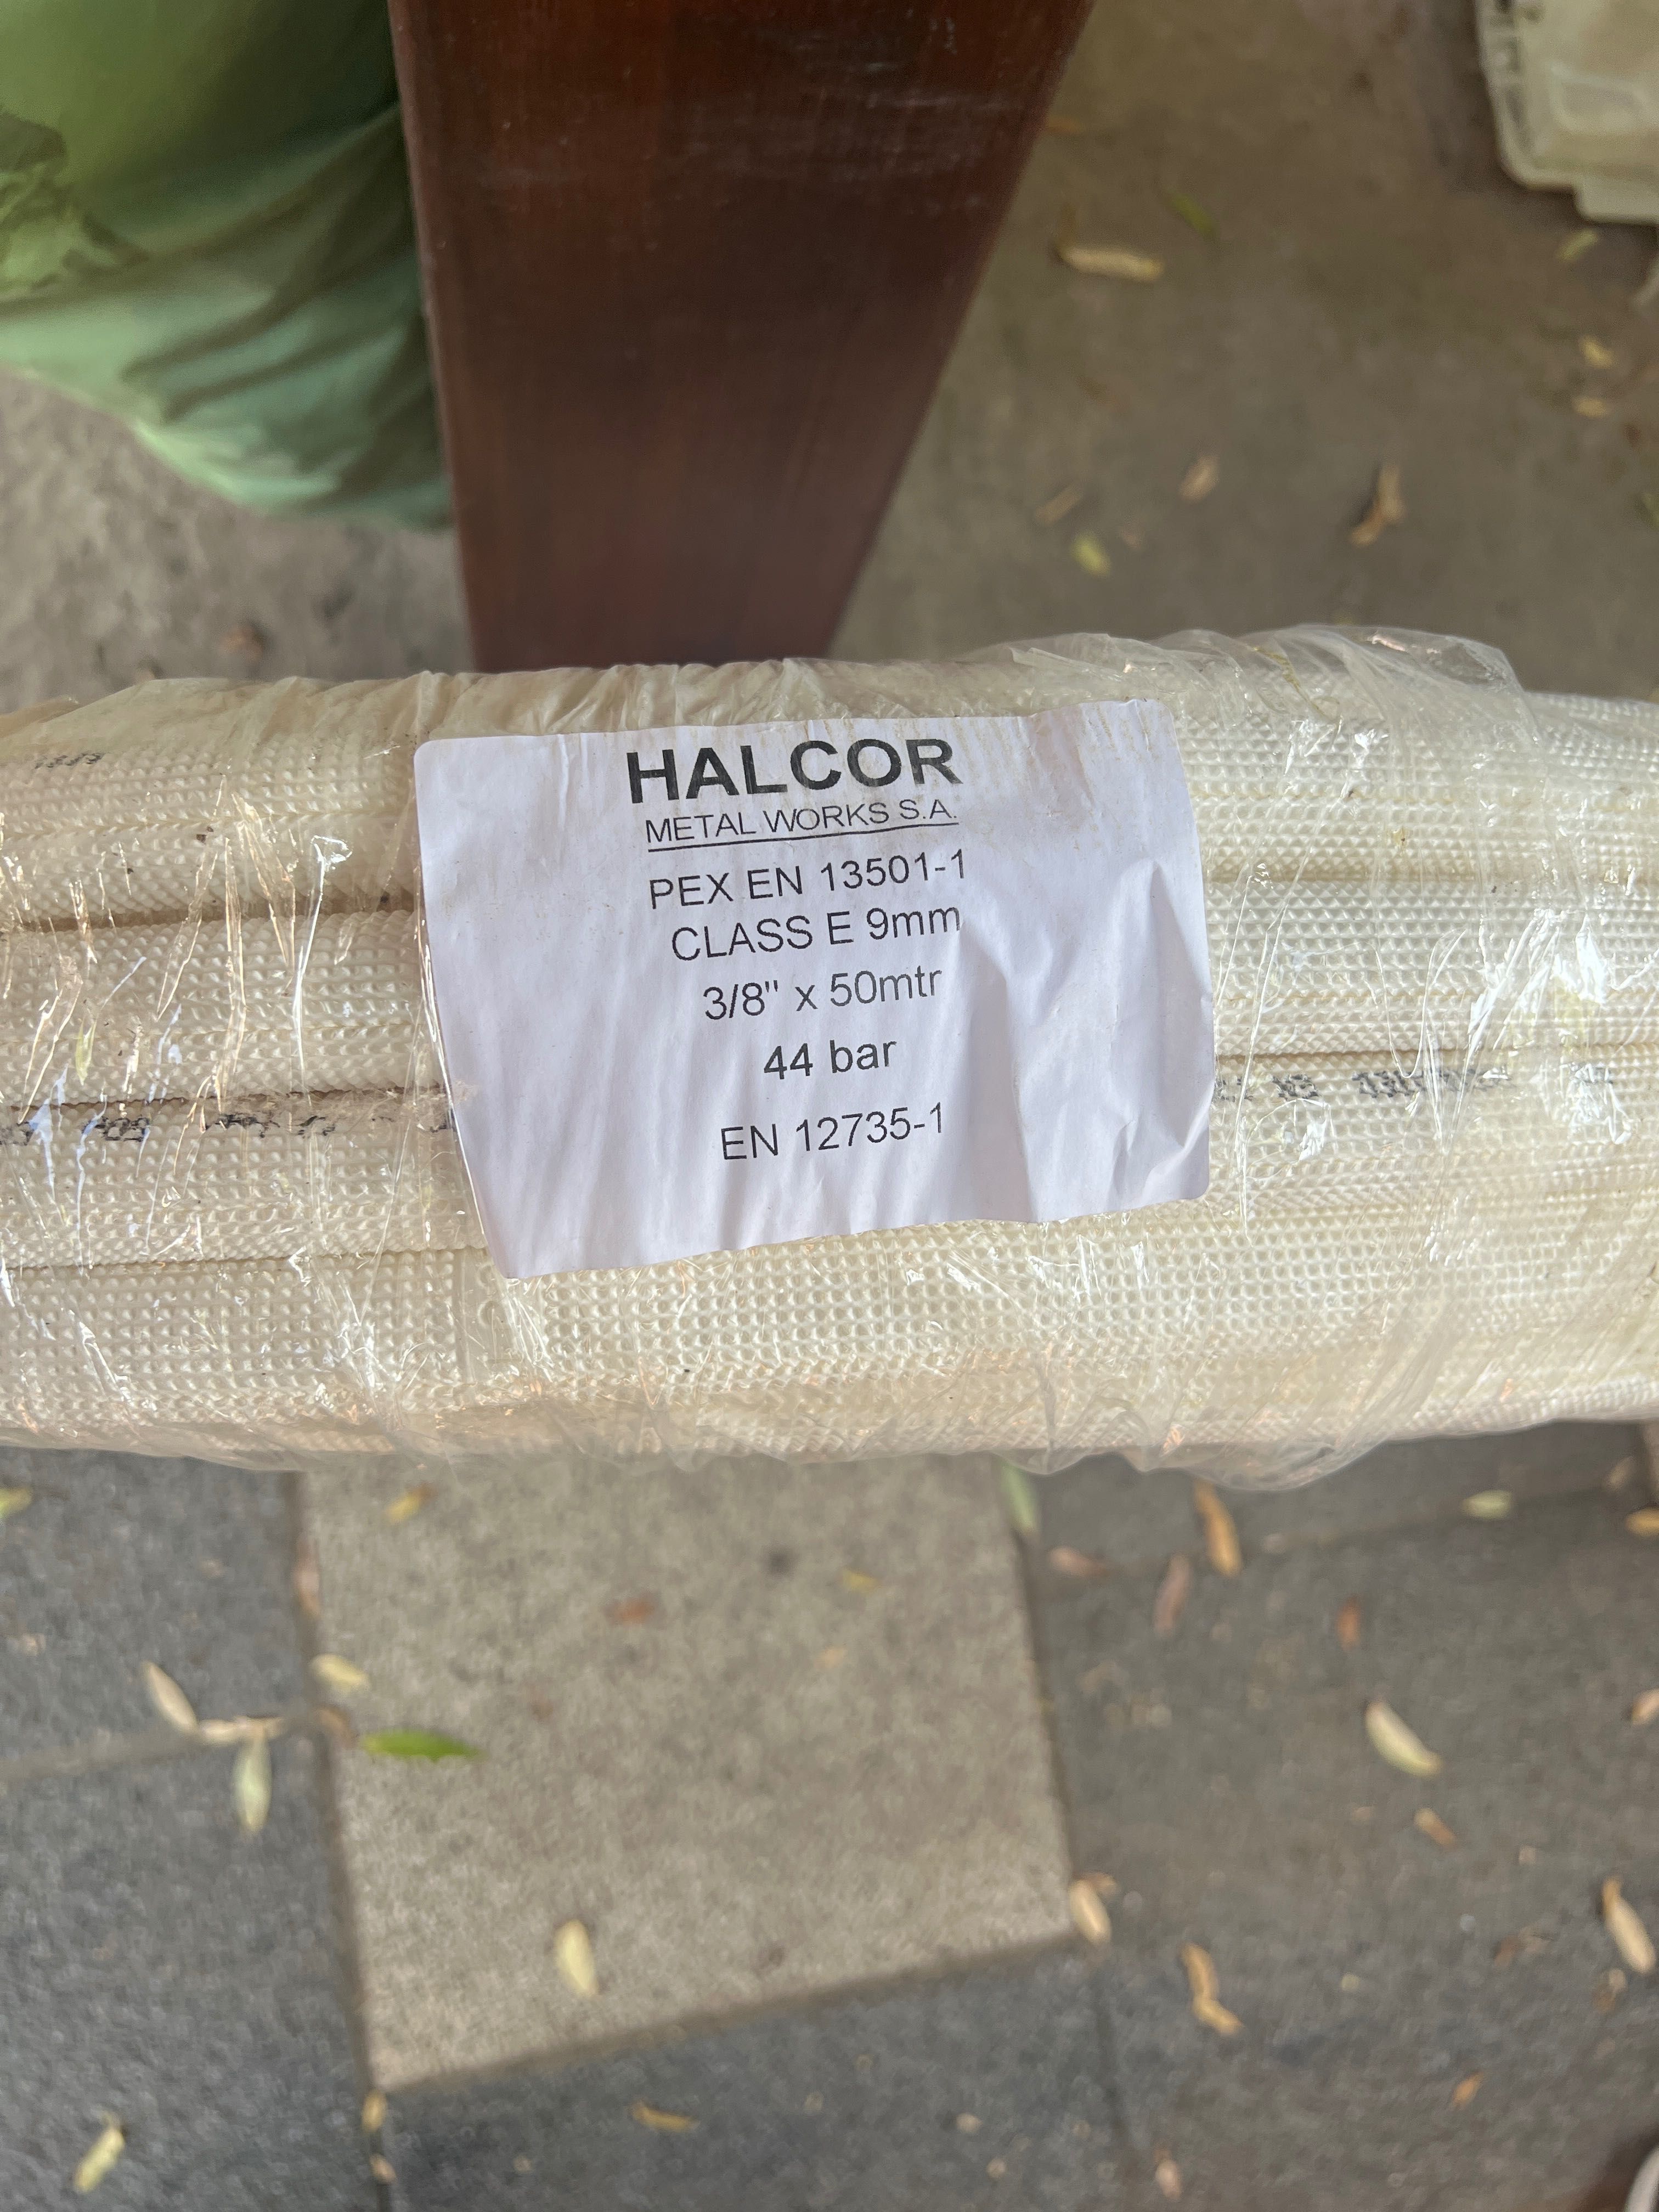 HALCOR
METAL WORKS S.A.
PEX EN 13501-1
CLASS E 9mm
3/8" x 50mtr
44 bar
EN 12735-1